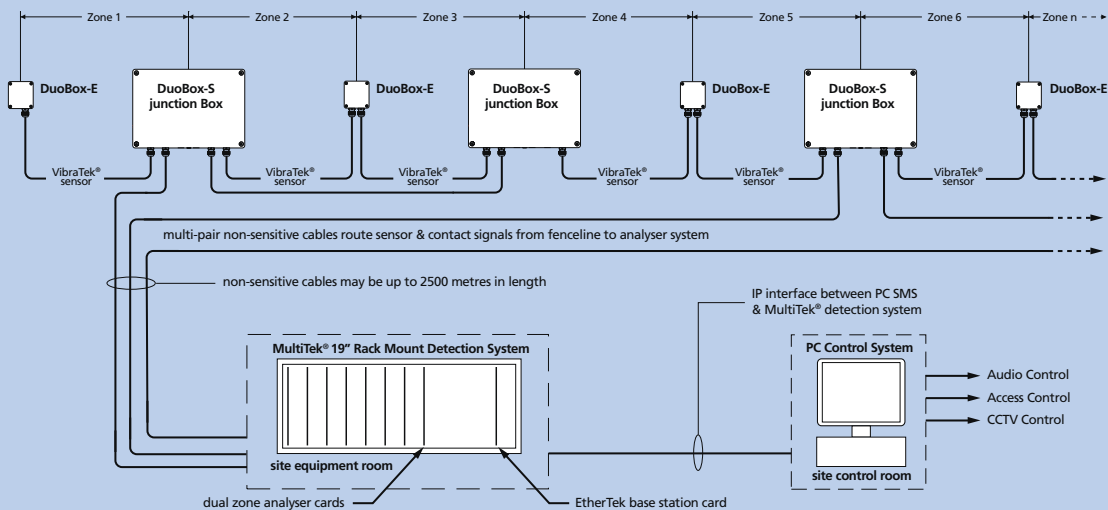 Zone 1
Zone 2
Zone 3
Zone 4
Zone 5
Zone 6
Zone n
DuoBox-E
DuoBox-S
junction Box
DuoBox-E
DuoBox-S
junction Box
DuoBox-E
DuoBox-S
junction Box
DuoBox-E
VibraTek®
sensor
VibraTek®
sensor
VibraTek®
sensor
VibraTek®
sensor
VibraTek®
sensor
VibraTek®
sensor
multi-pair non-sensitive cables route sensor & contact signals from fenceline to analyser system
non-sensitive cables may be up to 2500 metres in length
IP interface between PC SMS
& MultiTek® detection system
MultiTek® 19” Rack Mount Detection System
PC Control System
Audio Control
Access Control
CCTV Control
site equipment room
site control room
dual zone analyser cards
EtherTek base station card